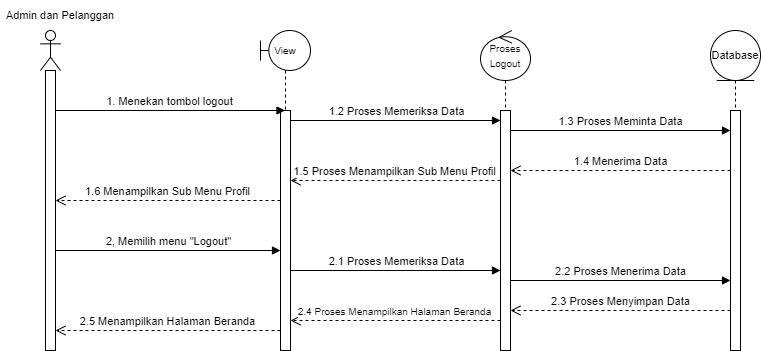 Admin dan Pelanggan
View
Proses
Logout
Database
1. Menekan tombol logout
1.2 Proses Memeriksa Data
1.3 Proses Meminta Data
1.4 Menerima Data
1.5 Proses Menampilkan Sub Menu Profil
1.6 Menampilkan Sub Menu Profil
2, Memilih menu "Logout"
2.1 Proses Memeriksa Data
2.2 Proses Menerima Data
2.3 Proses Menyimpan Data
2.4 Proses Menampilkan Halaman Beranda
2.5 Menampilkan Halaman Beranda